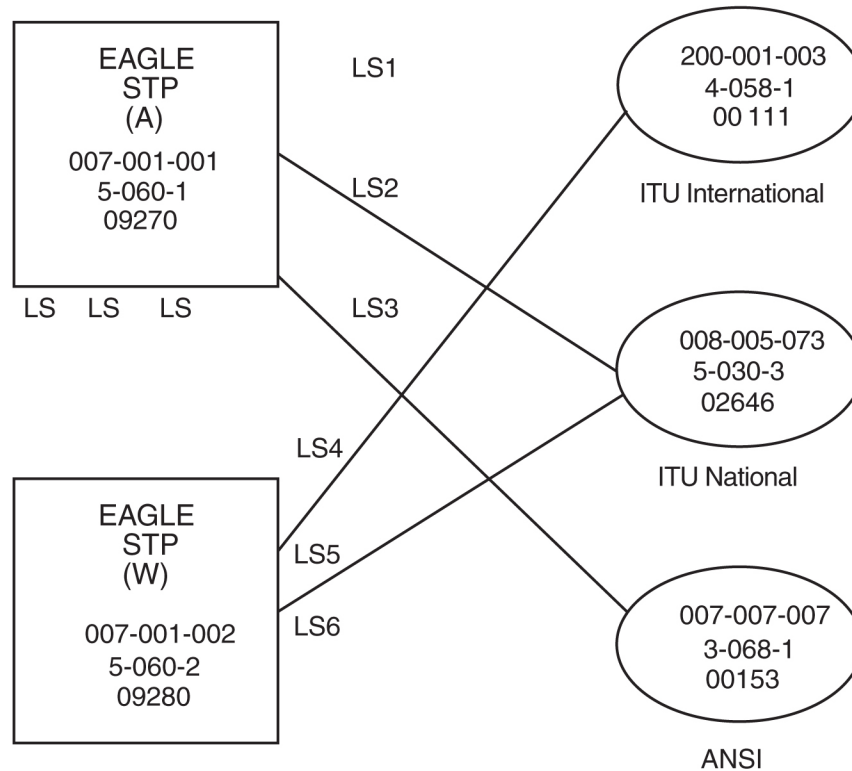 EAGLE
STP
(A)
007-001-001
5-060-1
09270
LS LS LS
LS1
LS2
LS3
200-001-003
4-058-1
00 111
ITU International
008-005-073
5-030-3
02646
ITU National
EAGLE
STP
(W)
007-001-002
5-060-2
09280
LS4
LS5
LS6
007-007-007
3-068-1
00153
ANSI